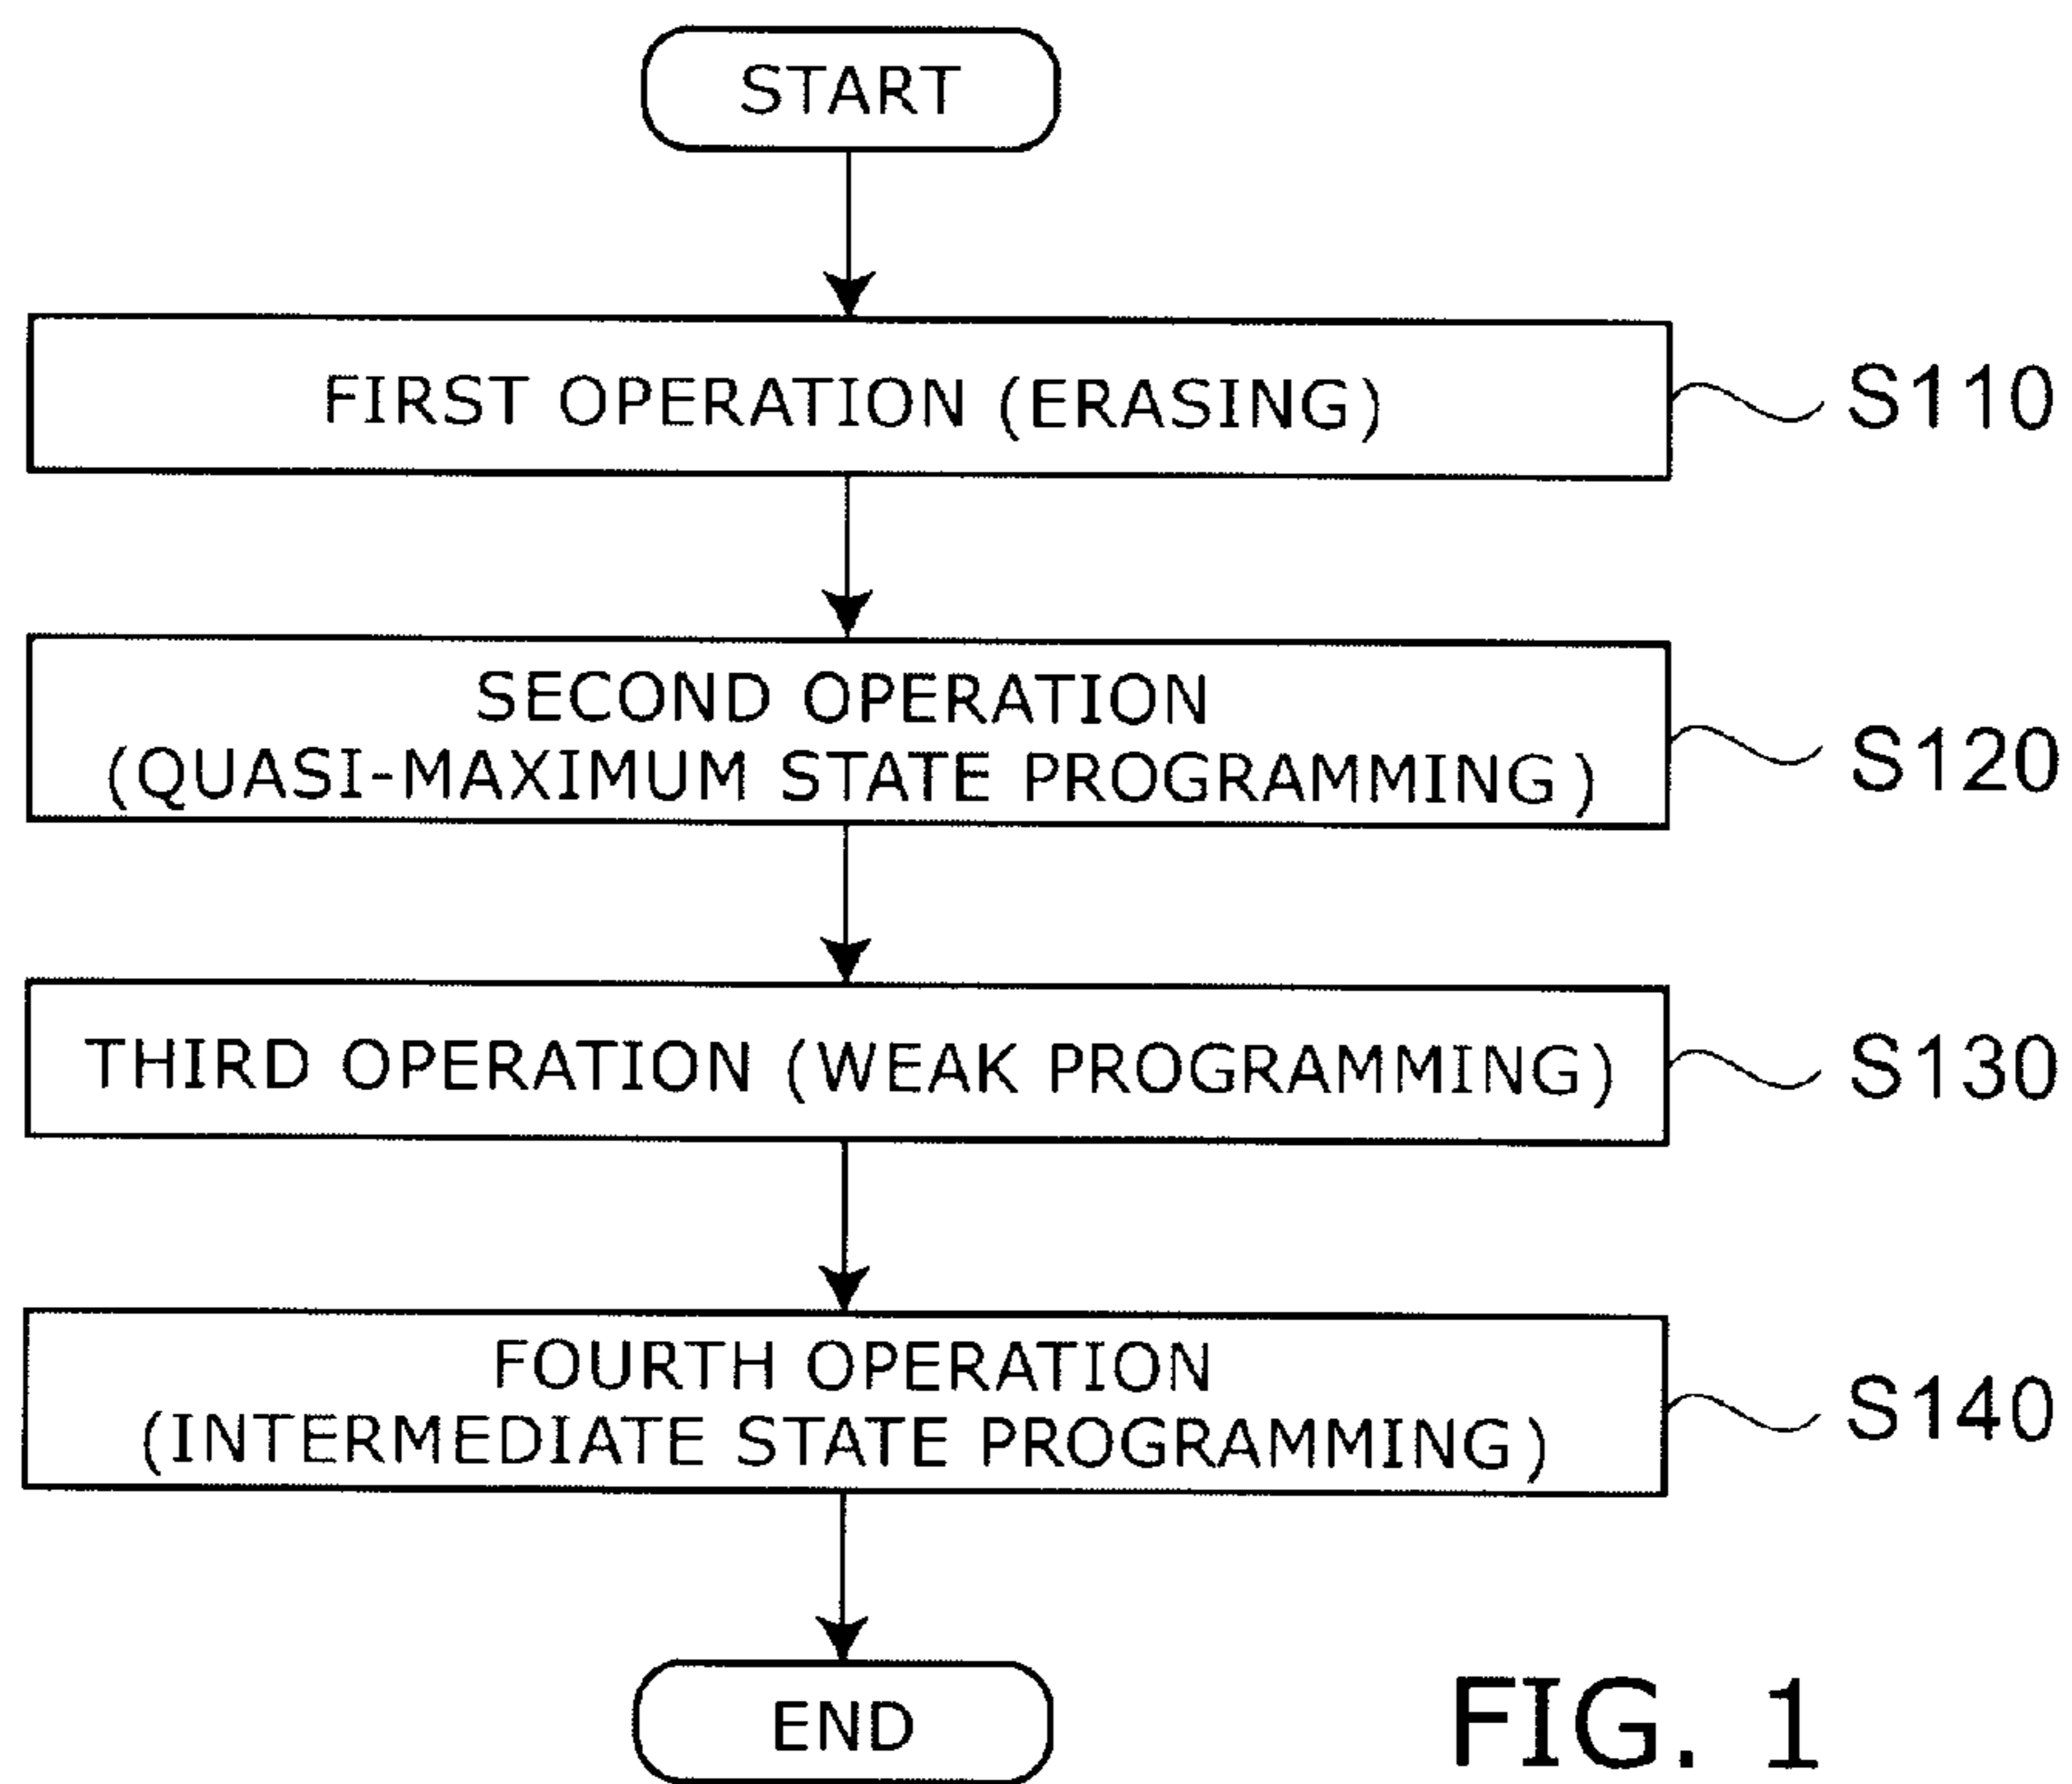 START
FIRST OPERATION (ERASING)
S110
SECOND OPERATION
(QUASI-MAXIMUM STATE PROGRAMMING)
S120
THIRD OPERATION (WEAK PROGRAMMING)
S130
FOURTH OPERATION
(INTERMEDIATE STATE PROGRAMMING)
S140
END
FIG. 1